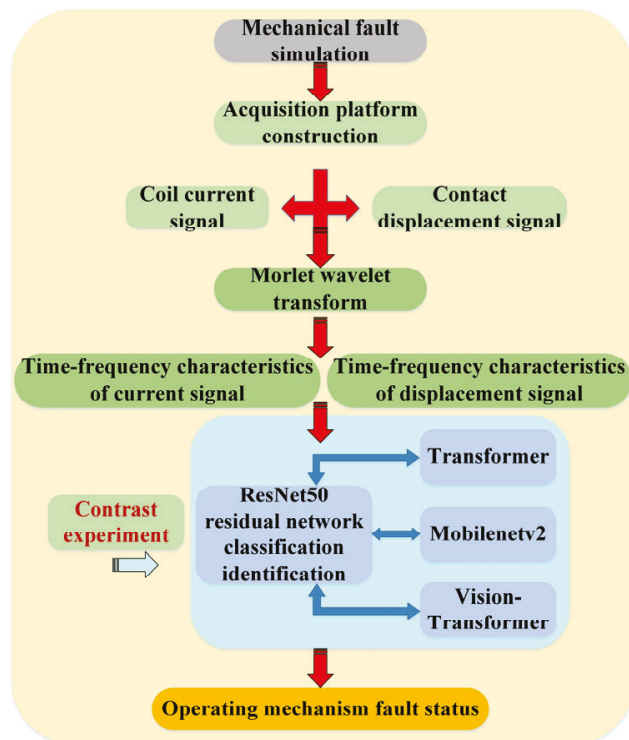 Mechanical fault
simulation
Acquisition platform
construction
Coil current
signal
Contact
displacement signal
Morlet wavelet
transform
Time-frequency characteristics
of current signal
Time-frequency characteristics
of displacement signal
Contrast
experiment
ResNet50
residual network
classification
identification
Transformer
Mobilenetv2
Vision-
Transformer
Operating mechanism fault status